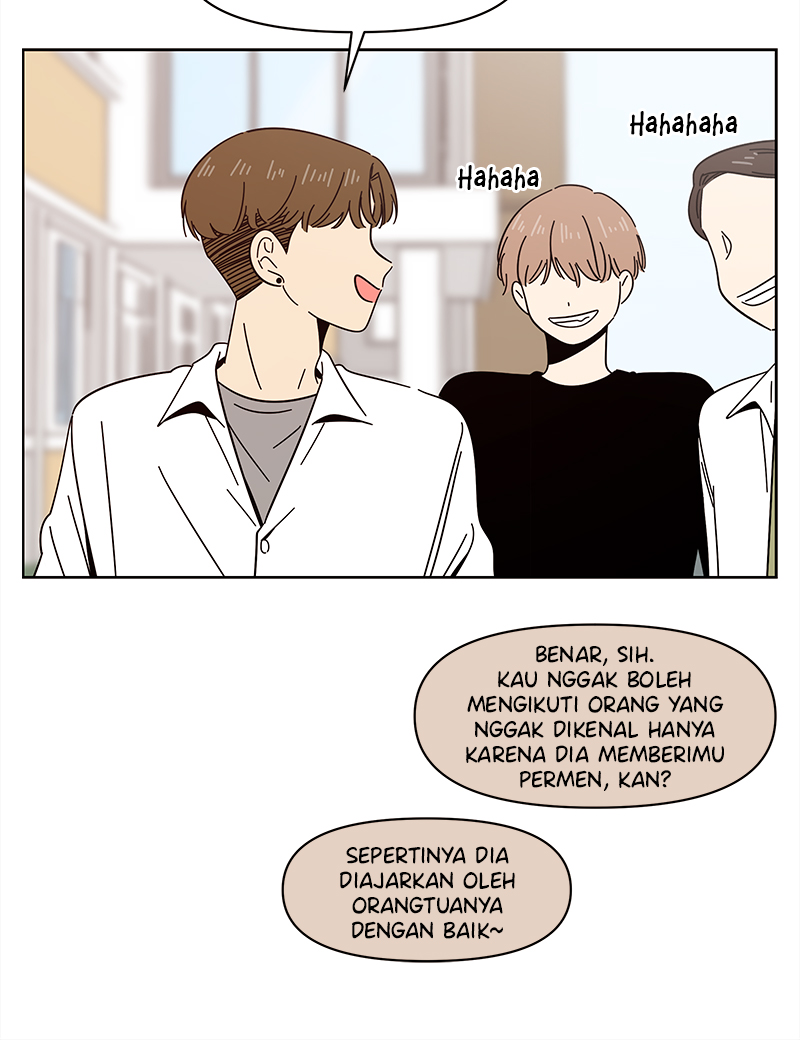 Hahahaha
Hahaha
BENAR, SIH.
KAU NGGAK BOLEH
MENGIKUTI ORANG YANG
NGGAK DIKENAL HANYA
KARENA DIA MEMBERIMU
PERMEN, KAN?
SEPERTINYA DIA
DIAJARKAN OLEH
ORANGTUANYA
DENGAN BAIK~